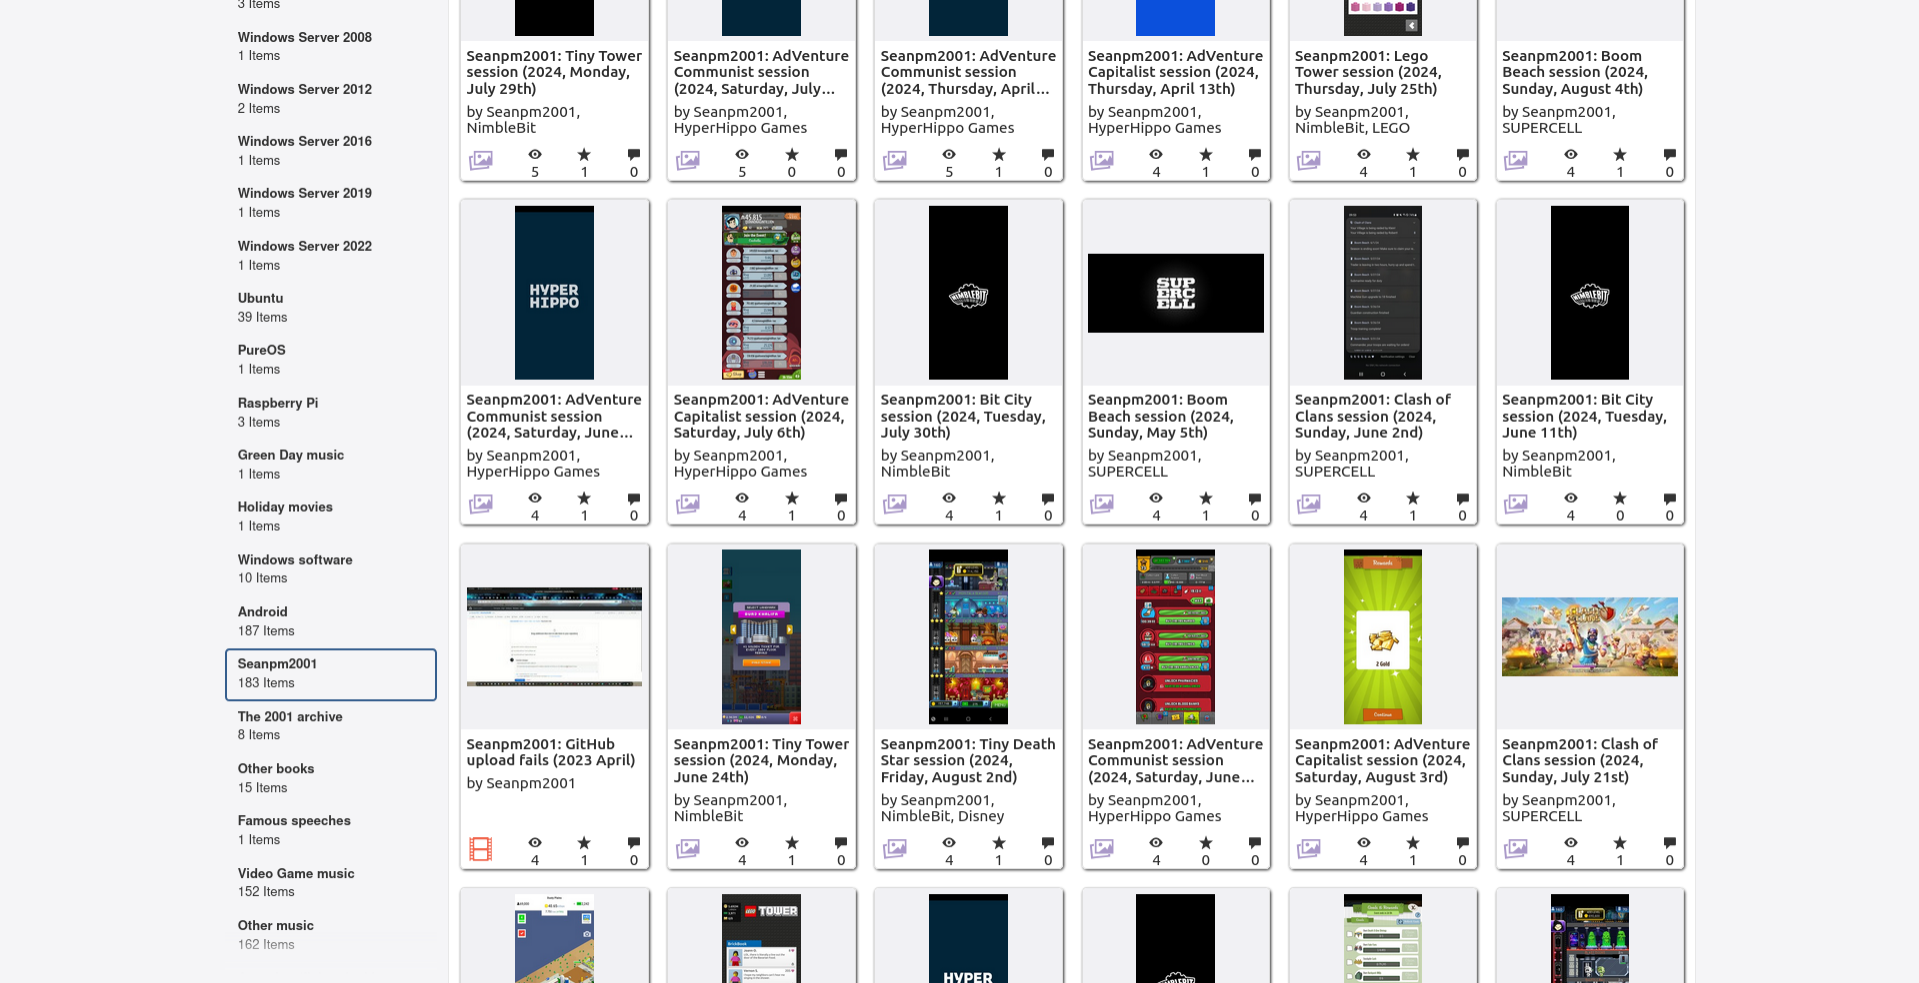 3 Items
Windows Server 2008
1 Items
Windows Server 2012
2 Items
Windows Server 2016
1 Items
Windows Server 2019
1 Items
Windows Server 2022
1 Items
Ubuntu
39 Items
PureOS
1 Items
Raspberry Pi
3 Items
Green Day music
1 Items
Holiday movies
1 Items
Windows software
10 Items
Android
187 Items
Seanpm2001
183 Items
The 2001 archive
8 Items
Other books
15 Items
Famous speeches
1 Items
Video Game music
152 Items
Other music
162 Items
Seanpm2001: Tiny Tower
session (2024, Monday,
July 29th)
by Seanpm2001,
NimbleBit
5 1 0
Seanpm2001: AdVenture
Communist session
(2024, Saturday, July...
by Seanpm2001,
HyperHippo Games
5 0 0
Seanpm2001: AdVenture
Communist session
(2024, Thursday, April...
by Seanpm2001,
HyperHippo Games
5 1 0
Seanpm2001: AdVenture
Capitalist session (2024,
Thursday, April 13th)
by Seanpm2001,
HyperHippo Games
4 1 0
Seanpm2001: Lego
Tower session (2024,
Thursday, July 25th)
by Seanpm2001,
NimbleBit, LEGO
4 1 0
Seanpm2001: Boom
Beach session (2024,
Sunday, August 4th)
by Seanpm2001,
SUPERCELL
4 1 0
HYPER
HIPPO
Seanpm2001: AdVenture
Communist session
(2024, Saturday, June...
by Seanpm2001,
HyperHippo Games
4 1 0
Seanpm2001: AdVenture
Capitalist session (2024,
Saturday, July 6th)
by Seanpm2001,
HyperHippo Games
4 1 0
NIMBLEBIT
Seanpm2001: Bit City
session (2024, Tuesday,
July 30th)
by Seanpm2001,
NimbleBit
4 1 0
SUP
ERC
ELL
Seanpm2001: Boom
Beach session (2024,
Sunday, May 5th)
by Seanpm2001,
SUPERCELL
4 1 0
Seanpm2001: Clash of
Clans session (2024,
Sunday, June 2nd)
by Seanpm2001,
SUPERCELL
4 1 0
NIMBLEBIT
Seanpm2001: Bit City
session (2024, Tuesday,
June 11th)
by Seanpm2001,
NimbleBit
4 0 0
Seanpm2001: GitHub
upload fails (2023 April)
by Seanpm2001
4 1 0
Seanpm2001: Tiny Tower
session (2024, Monday,
June 24th)
by Seanpm2001,
NimbleBit
4 1 0
Seanpm2001: Tiny Death
Star session (2024,
Friday, August 2nd)
by Seanpm2001,
NimbleBit, Disney
4 1 0
Seanpm2001: AdVenture
Communist session
(2024, Saturday, June...
by Seanpm2001,
HyperHippo Games
4 0 0
Rewards
2 Gold
Continue
Seanpm2001: AdVenture
Capitalist session (2024,
Saturday, August 3rd)
by Seanpm2001,
HyperHippo Games
4 1 0
Seanpm2001: Clash of
Clans session (2024,
Sunday, July 21st)
by Seanpm2001,
SUPERCELL
4 1 0
LEGO TOWER
HYPER